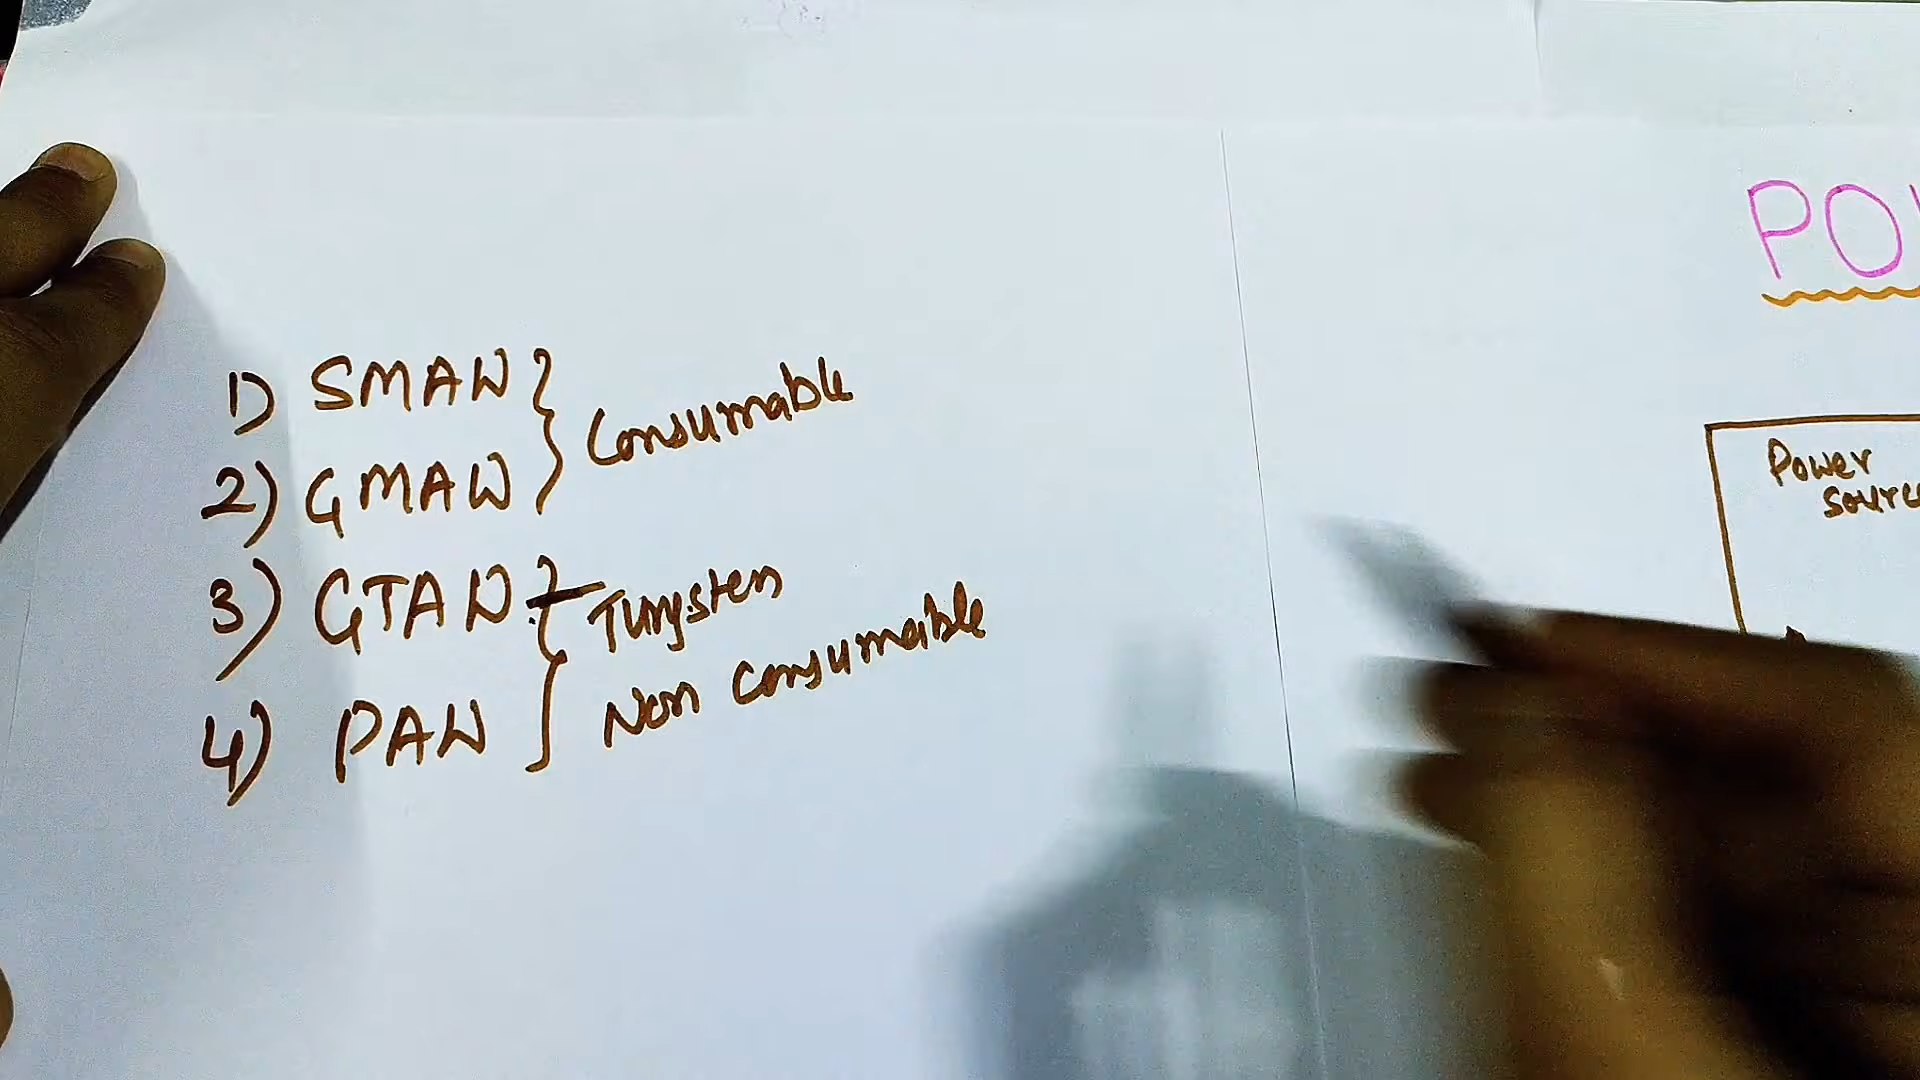 1) SMAW } Consumable
2) GMAW
3) GTAW } Tungsten
4) PAW Non consumable
PO
Power
sourc